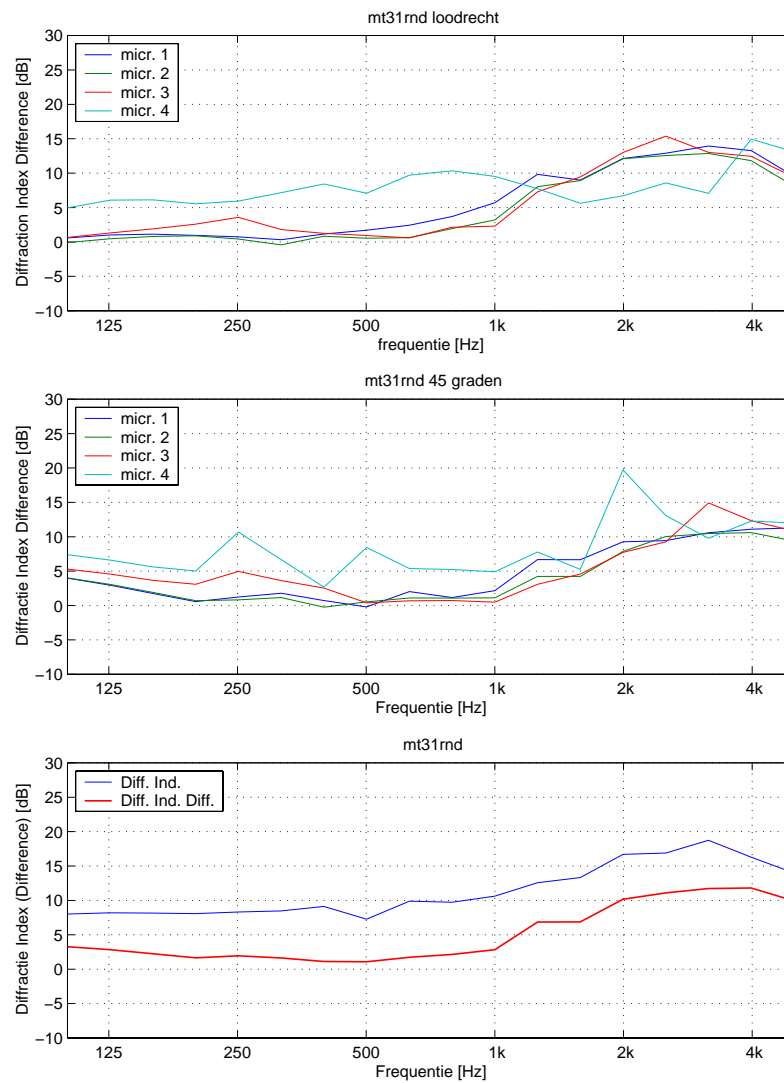 mt31rnd loodrecht
Diffraction Index Difference [dB]
30
25
20
15
10
5
0
−5
−10
micr. 1
micr. 2
micr. 3
micr. 4
125 250 500 1k 2k 4k
frequentie [Hz]
mt31rnd 45 graden
Diffractie Index Difference [dB]
30
25
20
15
10
5
0
−5
−10
micr. 1
micr. 2
micr. 3
micr. 4
125 250 500 1k 2k 4k
Frequentie [Hz]
mt31rnd
Diffractie Index (Difference) [dB]
30
25
20
15
10
5
0
−5
−10
Diff. Ind.
Diff. Ind. Diff.
125 250 500 1k 2k 4k
Frequentie [Hz]